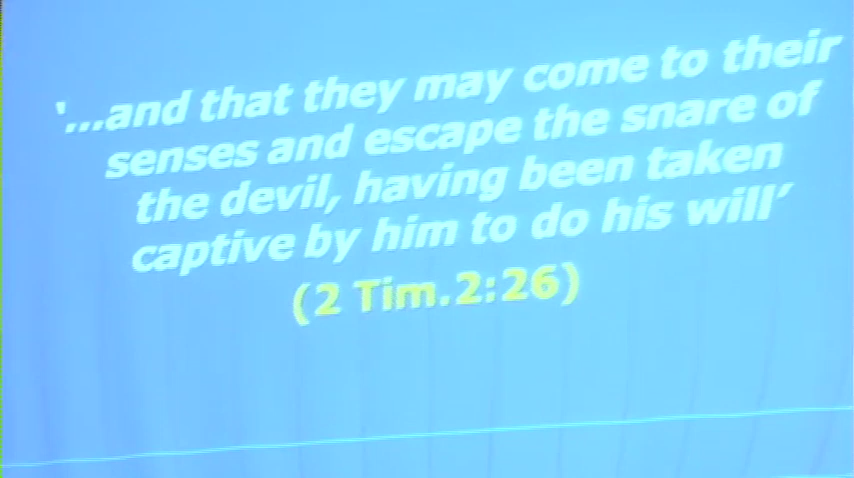 ‘...and that they may come to their
senses and escape the snare of
the devil, having been taken
captive by him to do his will’
(2 Tim.2:26)